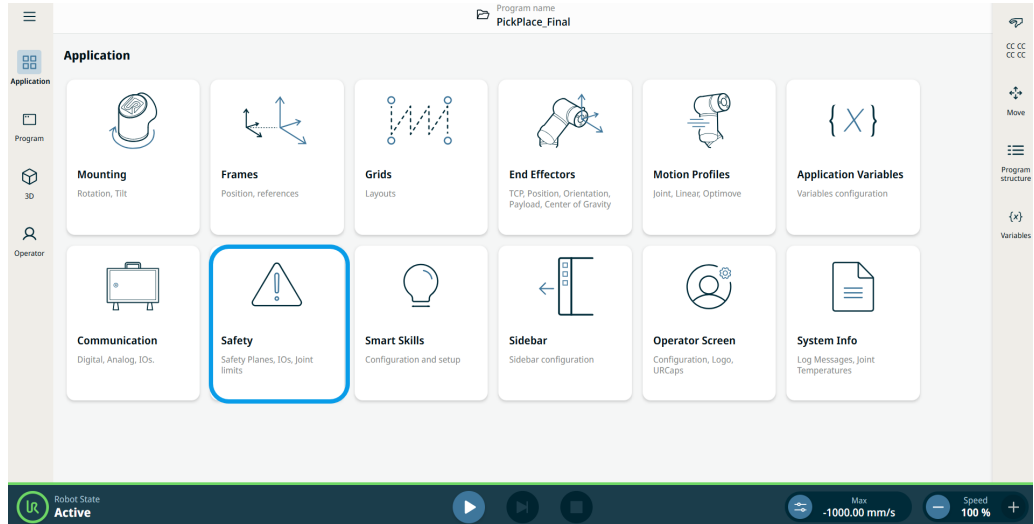 Program name
PickPlace_Final
CC CC
CC CC
Application
Application
Program
3D
Operator
Move
Program
structure
{x}
Variables
Mounting
Rotation, Tilt
Frames
Position, references
Grids
Layouts
End Effectors
TCP, Position, Orientation,
Payload, Center of Gravity
Motion Profiles
Joint, Linear, Optimove
{X}
Application Variables
Variables configuration
Communication
Digital, Analog, IOs.
Safety
Safety Planes, IOs, Joint
limits
Smart Skills
Configuration and setup
Sidebar
Sidebar configuration
Operator Screen
Configuration, Logo,
URCaps
System Info
Log Messages, Joint
Temperatures
UR
Robot State
Active
Max
-1000.00 mm/s
Speed
100 %